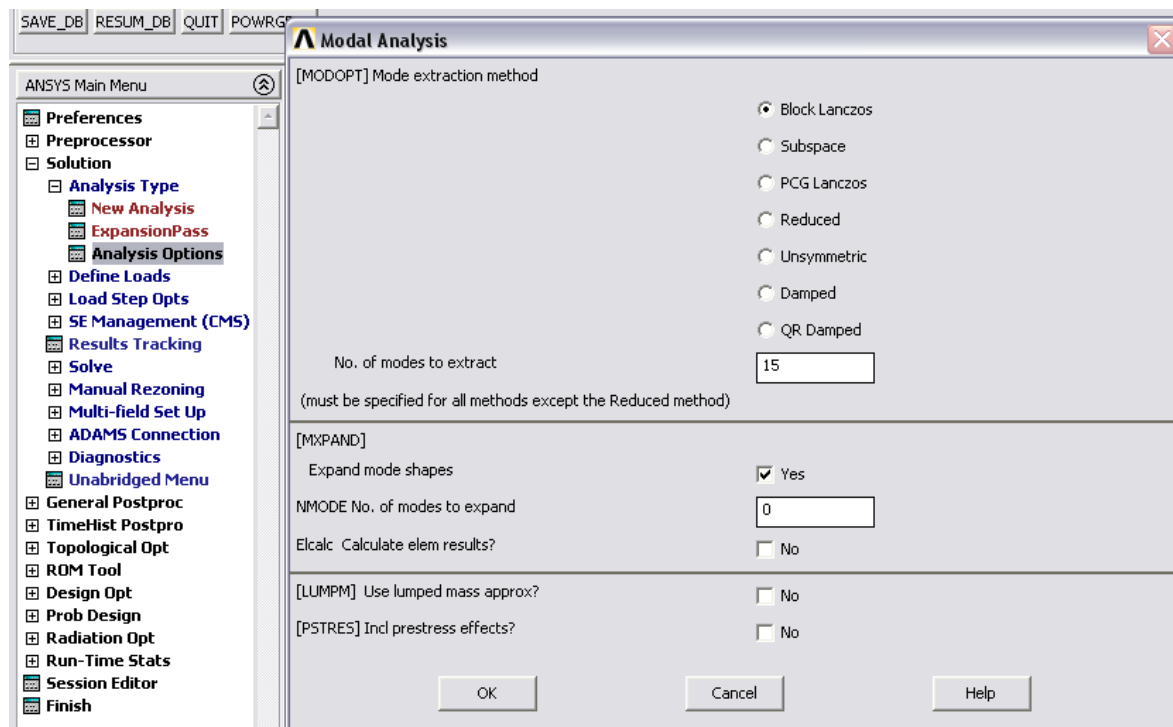 SAVE_DB RESUM_DB QUIT
Modal Analysis
ANSYS Main Menu
Preferences
Preprocessor
Solution
Analysis Type
New Analysis
ExpansionPass
Analysis Options
Define Loads
Load Step Opts
SE Management (CMS)
Results Tracking
Solve
Manual Rezoning
Multi-field Set Up
ADAMS Connection
Diagnostics
Unabridged Menu
General Postproc
TimeHist Postpro
Topological Opt
ROM Tool
Design Opt
Prob Design
Radiation Opt
Run-Time Stats
Session Editor
Finish
[MODOPT] Mode extraction method
Block Lanczos
Subspace
PCG Lanczos
Reduced
Unsymmetric
Damped
QR Damped
No. of modes to extract 15
(must be specified for all methods except the Reduced method)
[MXPAND]
Expand mode shapes Yes
NMODE No. of modes to expand 0
Elcalc Calculate elem results? No
[LUMPM] Use lumped mass approx? No
[PSTRES] Incl prestress effects? No
OK Cancel Help